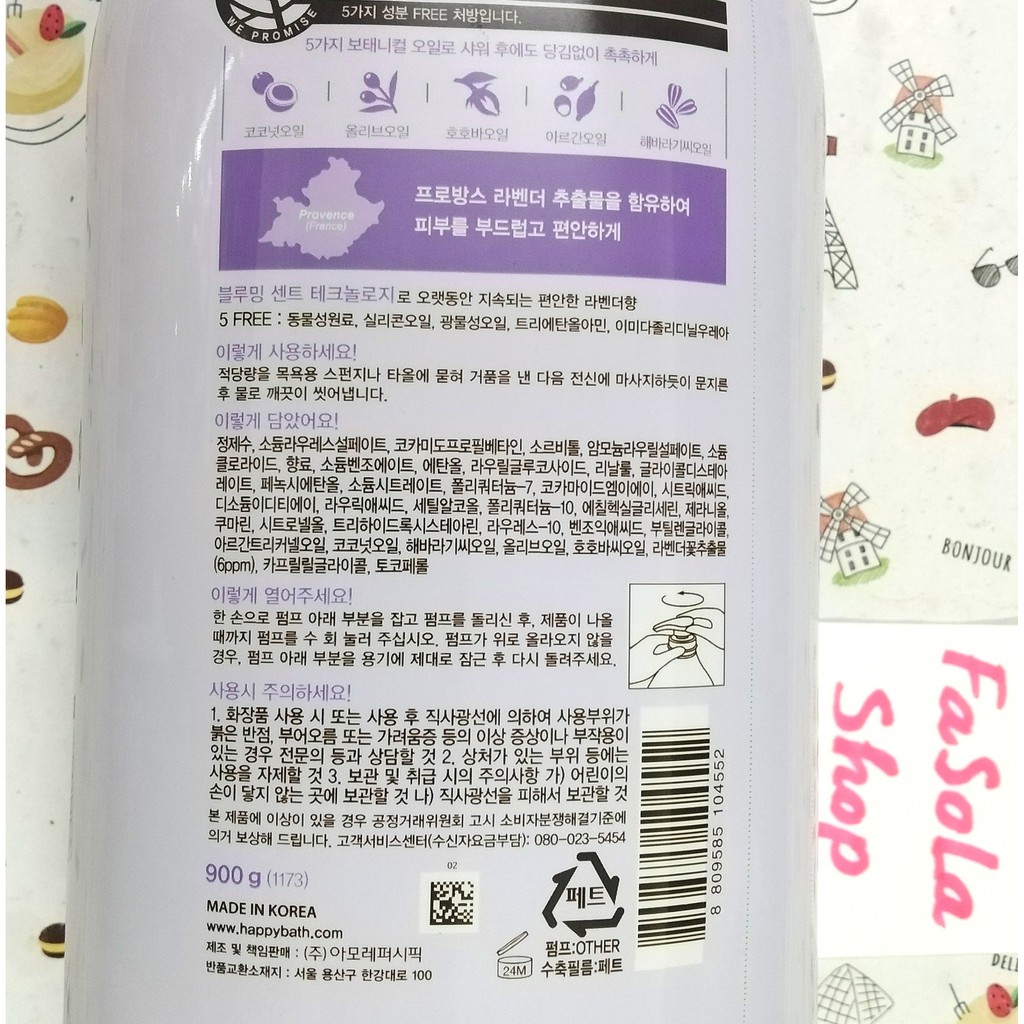 WE PROMISE
5가지 성분 FREE 처방입니다.
5가지 보태니컬 오일로 샤워 후에도 당김없이 촉촉하게
코코넛오일 | 올리브오일 | 호호바오일 | 아르간오일 | 해바라기씨오일
Provence
(France)
프로방스 라벤더 추출물을 함유하여
피부를 부드럽고 편안하게
블루밍 센트 테크놀로지로 오랫동안 지속되는 편안한 라벤더향
5 FREE : 동물성원료, 실리콘오일, 광물성오일, 트리에탄올아민, 이미다졸리디닐우레아
이렇게 사용하세요!
적당량을 목욕용 스펀지나 타올에 묻혀 거품을 낸 다음 전신에 마사지하듯이 문지른
후 물로 깨끗이 씻어냅니다.
이렇게 담았어요!
정제수, 소듐라우레스설페이트, 코카미도프로필베타인, 소르비톨, 암모늄라우릴설페이트, 소듐
클로라이드, 향료, 소듐벤조에이트, 에탄올, 라우릴글루코사이드, 리날룰, 글라이콜디스테아
레이트, 페녹시에탄올, 소듐시트레이트, 폴리쿼터늄-7, 코카마이드엠이에이, 시트릭애씨드,
디소듐이디티에이, 라우릭애씨드, 세틸알코올, 폴리쿼터늄-10, 에칠헥실글리세린, 제라니올,
쿠마린, 시트로넬올, 트리하이드록시스테아린, 라우레스-10, 벤조익애씨드, 부틸렌글라이콜,
아르간트리커넬오일, 코코넛오일, 해바라기씨오일, 올리브오일, 호호바씨오일, 라벤더꽃추출물
(6ppm), 카프릴릴글라이콜, 토코페롤
이렇게 열어주세요!
한 손으로 펌프 아래 부분을 잡고 펌프를 돌리신 후, 제품이 나올
때까지 펌프를 수 회 눌러 주십시오. 펌프가 위로 올라오지 않을
경우, 펌프 아래 부분을 용기에 제대로 잠근 후 다시 돌려주세요.
사용시 주의하세요!
1. 화장품 사용 시 또는 사용 후 직사광선에 의하여 사용부위가
붉은 반점, 부어오름 또는 가려움증 등의 이상 증상이나 부작용이
있는 경우 전문의 등과 상담할 것 2. 상처가 있는 부위 등에는
사용을 자제할 것 3. 보관 및 취급 시의 주의사항 가) 어린이의
손이 닿지 않는 곳에 보관할 것 나) 직사광선을 피해서 보관할 것
본 제품에 이상이 있을 경우 공정거래위원회 고시 소비자분쟁해결기준에
의거 보상해 드립니다. 고객서비스센터(수신자요금부담): 080-023-5454
900 g (1173)
02
MADE IN KOREA
www.happybath.com
제조 및 책임판매 : (주) 아모레퍼시픽
반품교환소재지 : 서울 용산구 한강대로 100
24M
페트
펌프:OTHER
수축필름:페트
8 809585 104552
FaSoLa
Shop
BONJOUR